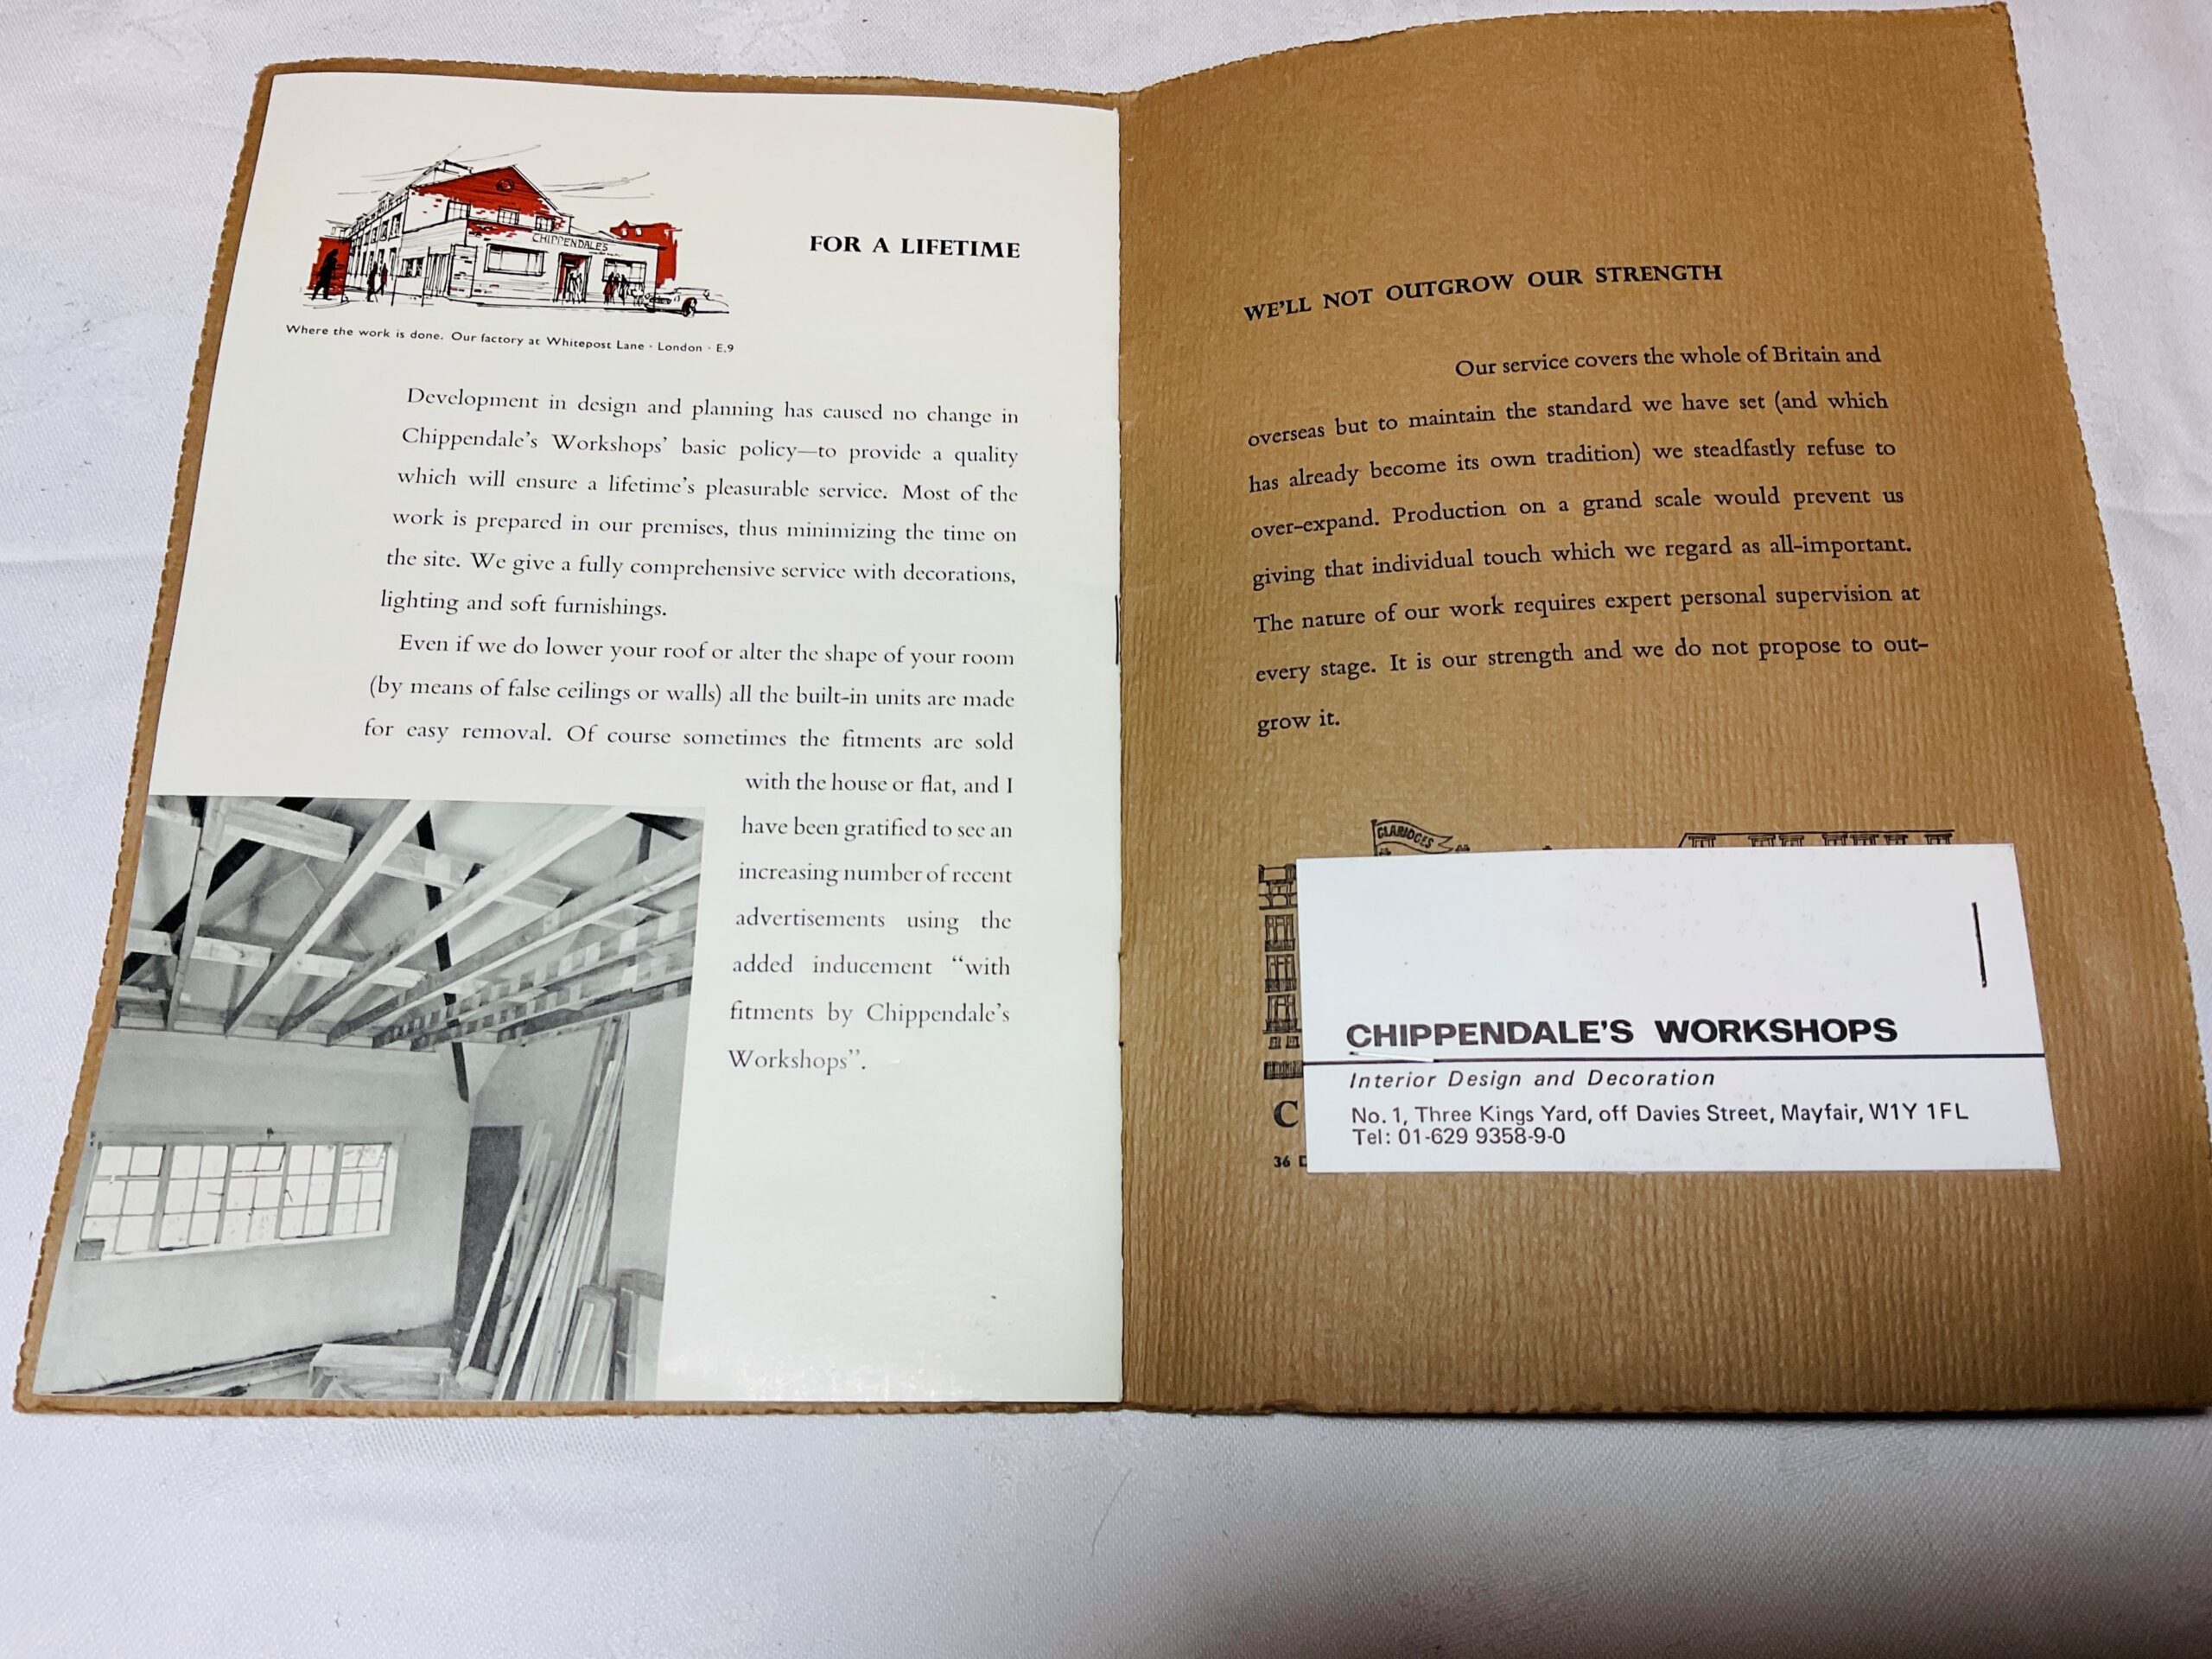 CHIPPENDALES
FOR A LIFETIME
Where the work is done. Our factory at Whitepost Lane · London · E.9
Development in design and planning has caused no change in
Chippendale's Workshops' basic policy—to provide a quality
which will ensure a lifetime's pleasurable service. Most of the
work is prepared in our premises, thus minimizing the time on
the site. We give a fully comprehensive service with decorations,
lighting and soft furnishings.
Even if we do lower your roof or alter the shape of your room
(by means of false ceilings or walls) all the built-in units are made
for easy removal. Of course sometimes the fitments are sold
with the house or flat, and I
have been gratified to see an
increasing number of recent
advertisements using the
added inducement “with
fitments by Chippendale's
Workshops”.
WE'LL NOT OUTGROW OUR STRENGTH
Our service covers the whole of Britain and
overseas but to maintain the standard we have set (and which
has already become its own tradition) we steadfastly refuse to
over-expand. Production on a grand scale would prevent us
giving that individual touch which we regard as all-important.
The nature of our work requires expert personal supervision at
every stage. It is our strength and we do not propose to out-
grow it.
CLARIDGES
C
36 D
CHIPPENDALE'S WORKSHOPS
Interior Design and Decoration
No. 1, Three Kings Yard, off Davies Street, Mayfair, W1Y 1FL
Tel: 01-629 9358-9-0